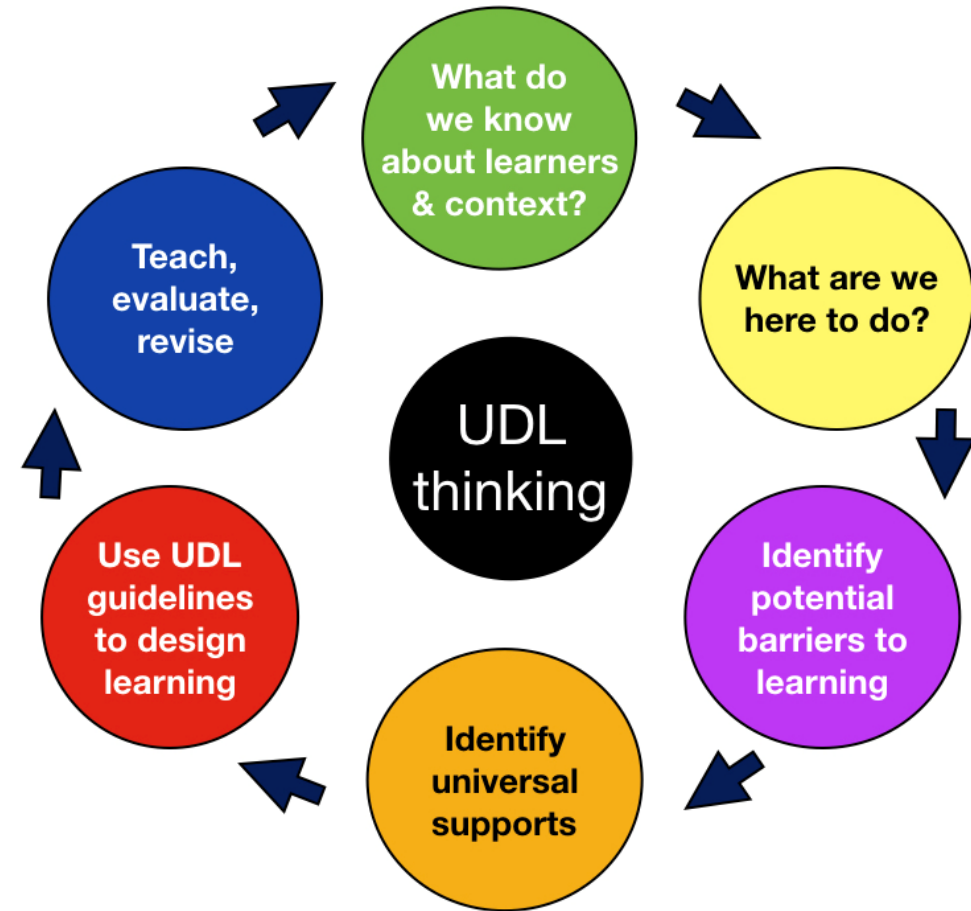 What do
we know
about learners
& context?
What are we
here to do?
Identify
potential
barriers to
learning
Identify
universal
supports
Use UDL
guidelines
to design
learning
Teach,
evaluate,
revise
UDL
thinking